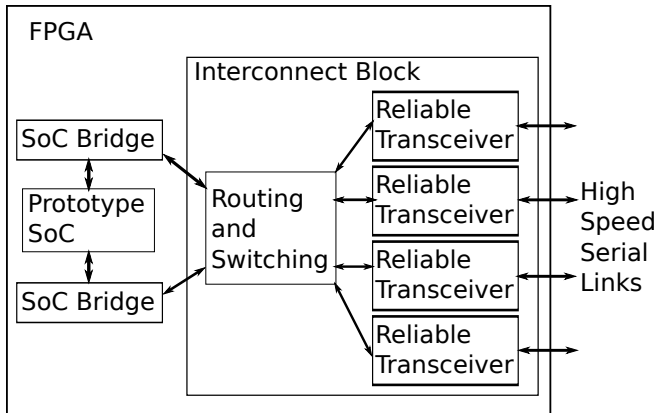 FPGA
Interconnect Block
SoC Bridge
Prototype
SoC
SoC Bridge
Routing
and
Switching
Reliable
Transceiver
Reliable
Transceiver
Reliable
Transceiver
Reliable
Transceiver
High
Speed
Serial
Links